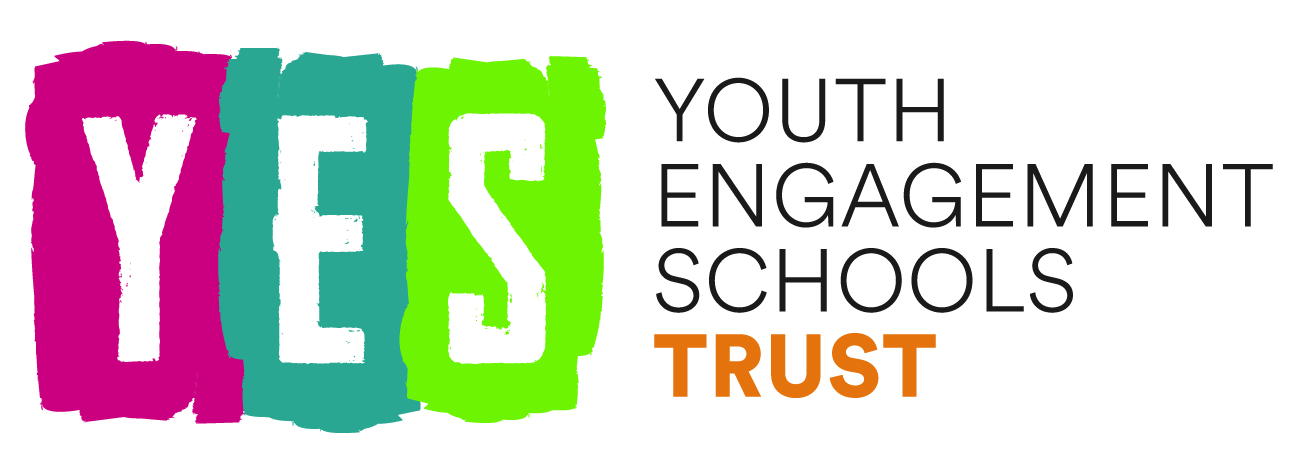 YES
YOUTH
ENGAGEMENT
SCHOOLS
TRUST